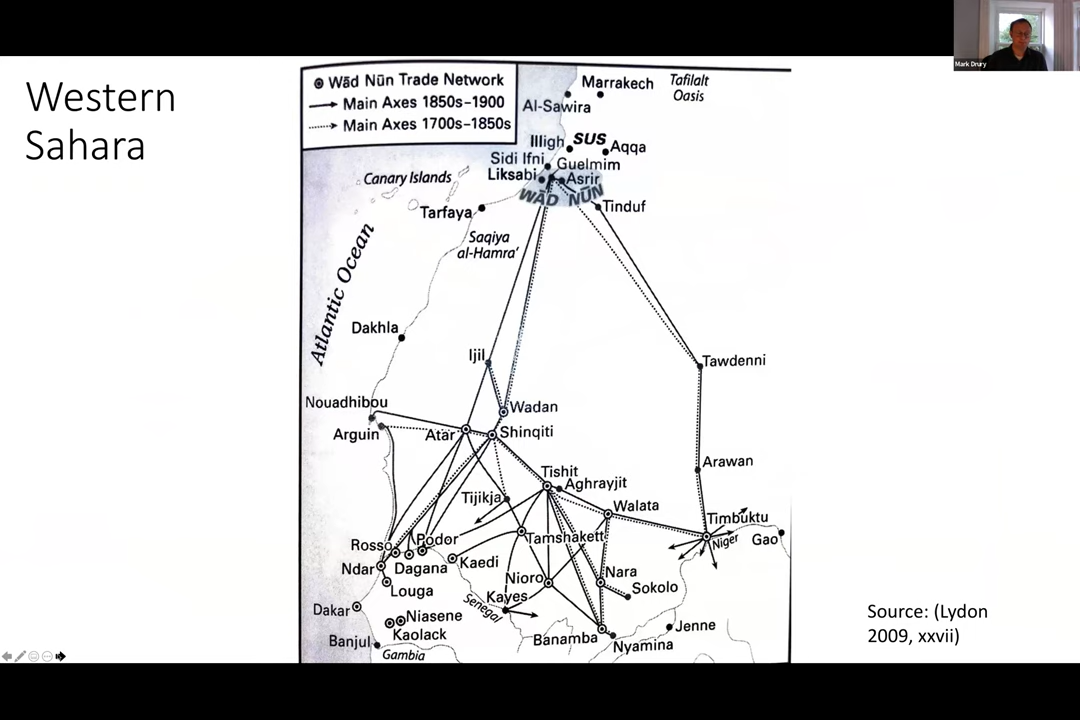 Western
Sahara
Mark Drury
Wād Nūn Trade Network
Main Axes 1850s–1900
Main Axes 1700s–1850s
Marrakech
Tafilalt
Oasis
Al-Sawira
Illigh
SUS
Aqqa
Sidi Ifni
Guelmim
Liksabi
Asrir
WĀD NŪN
Canary Islands
Tarfaya
Tinduf
Saqiya
al-Hamra'
Atlantic Ocean
Dakhla
Ijil
Tawdenni
Nouadhibou
Wadan
Arguin
Atar
Shinqiti
Arawan
Tishit
Aghrayjit
Tijikja
Walata
Timbuktu
Niger
Gao
Rosso
Podor
Tamshakett
Ndar
Dagana
Kaedi
Louga
Nioro
Nara
Sokolo
Senegal
Kayes
Dakar
Niasene
Kaolack
Banjul
Gambia
Banamba
Nyamina
Jenne
Source: (Lydon
2009, xxvii)